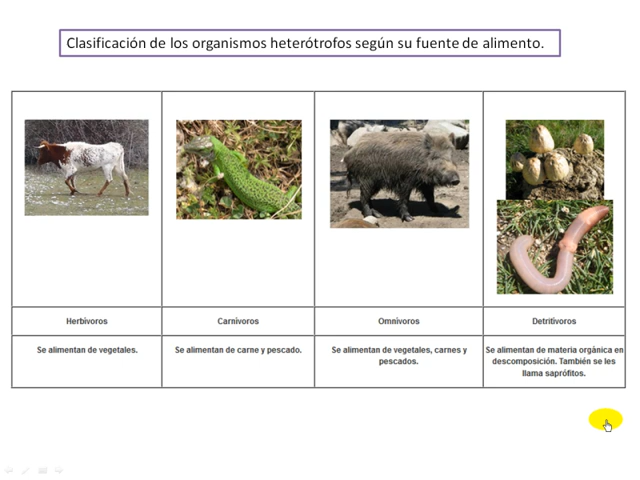 Clasificación de los organismos heterótrofos según su fuente de alimento.
Herbívoros
Carnívoros
Omnívoros
Detritívoros
Se alimentan de vegetales.
Se alimentan de carne y pescado.
Se alimentan de vegetales, carnes y
pescados.
Se alimentan de materia orgánica en
descomposición. También se les
llama saprófitos.